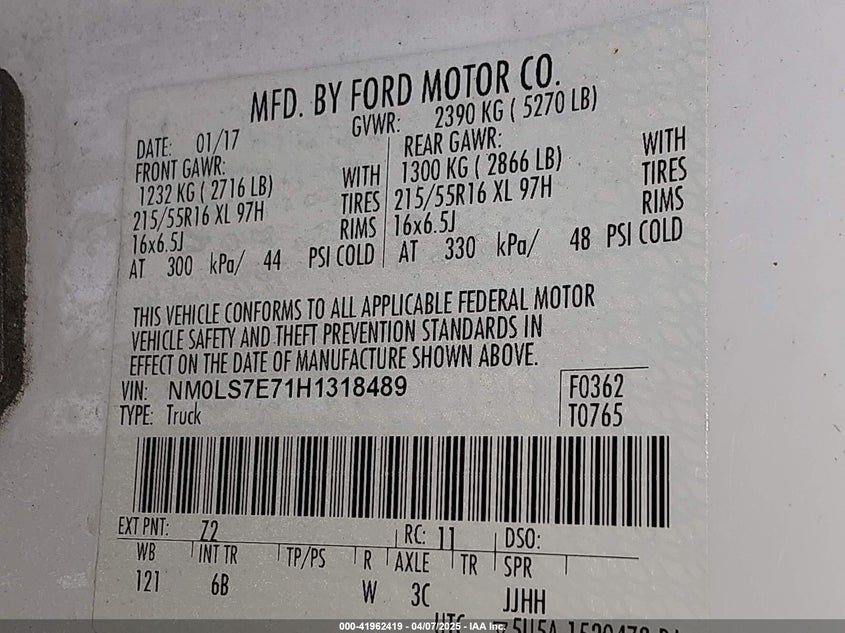 MFD. BY FORD MOTOR CO.
DATE: 01/17 GVWR: 2390 KG ( 5270 LB)
FRONT GAWR: REAR GAWR:
1232 KG ( 2716 LB) WITH 1300 KG ( 2866 LB) WITH
215/55R16 XL 97H TIRES 215/55R16 XL 97H TIRES
16x6.5J RIMS 16x6.5J RIMS
AT 300 kPa/ 44 PSI COLD AT 330 kPa/ 48 PSI COLD
THIS VEHICLE CONFORMS TO ALL APPLICABLE FEDERAL MOTOR
VEHICLE SAFETY AND THEFT PREVENTION STANDARDS IN
EFFECT ON THE DATE OF MANUFACTURE SHOWN ABOVE.
VIN: NM0LS7E71H1318489 F0362
TYPE: Truck T0765
EXT PNT: Z2 RC: 11 DSO:
WB INT TR TP/PS R AXLE TR SPR
121 6B W 3C JJHH
UTC
000-41962419 - 04/07/2025 - IAA Inc.